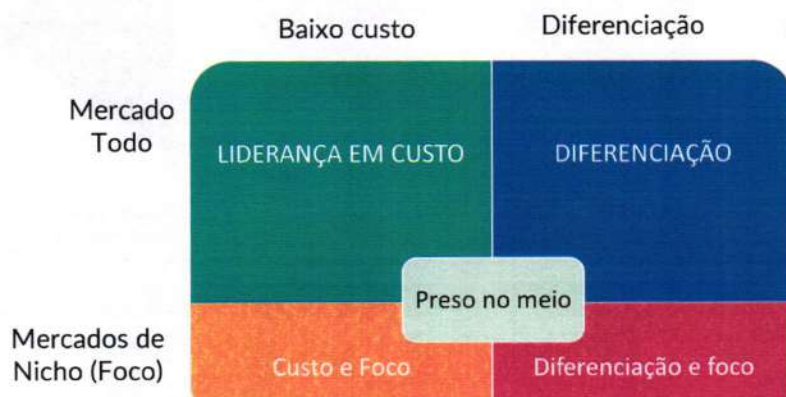 Baixo custo
Diferenciação
Mercado
Todo
LIDERANÇA EM CUSTO
DIFERENCIAÇÃO
Preso no meio
Mercados de
Nicho (Foco)
Custo e Foco
Diferenciação e foco